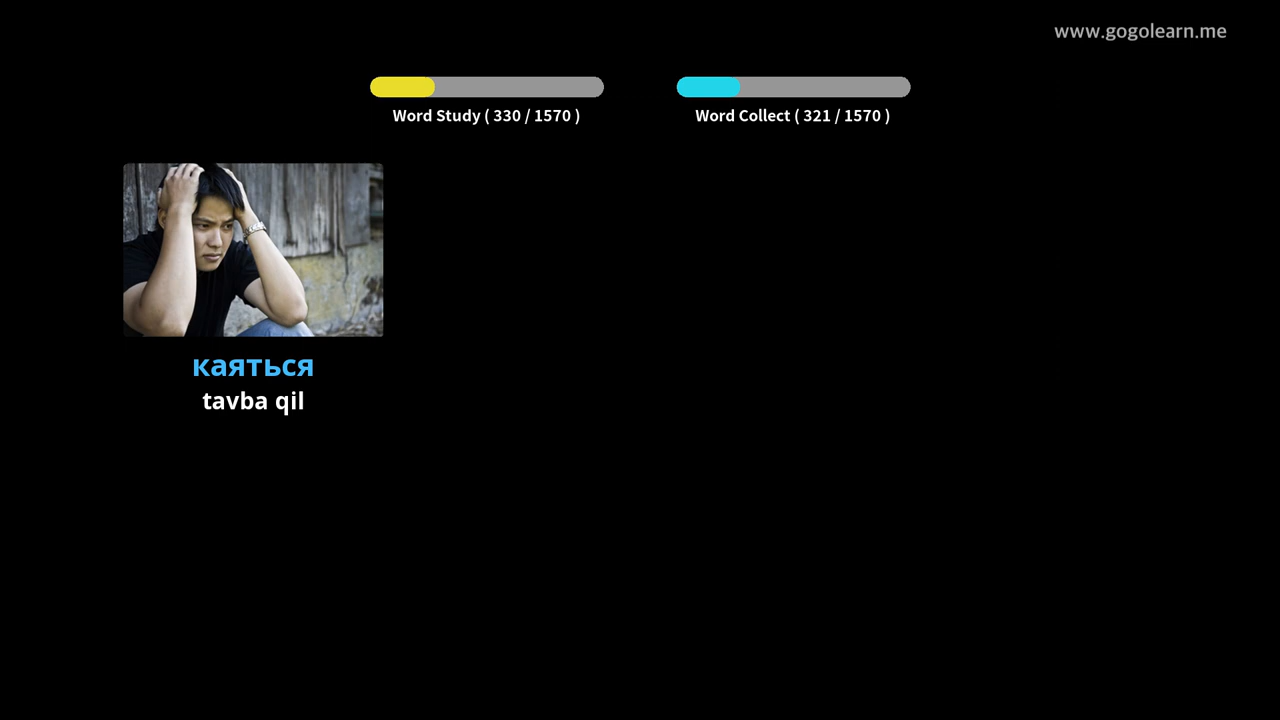 www.gogolearn.me
Word Study ( 330 / 1570 )
Word Collect ( 321 / 1570 )
каяться
tavba qil